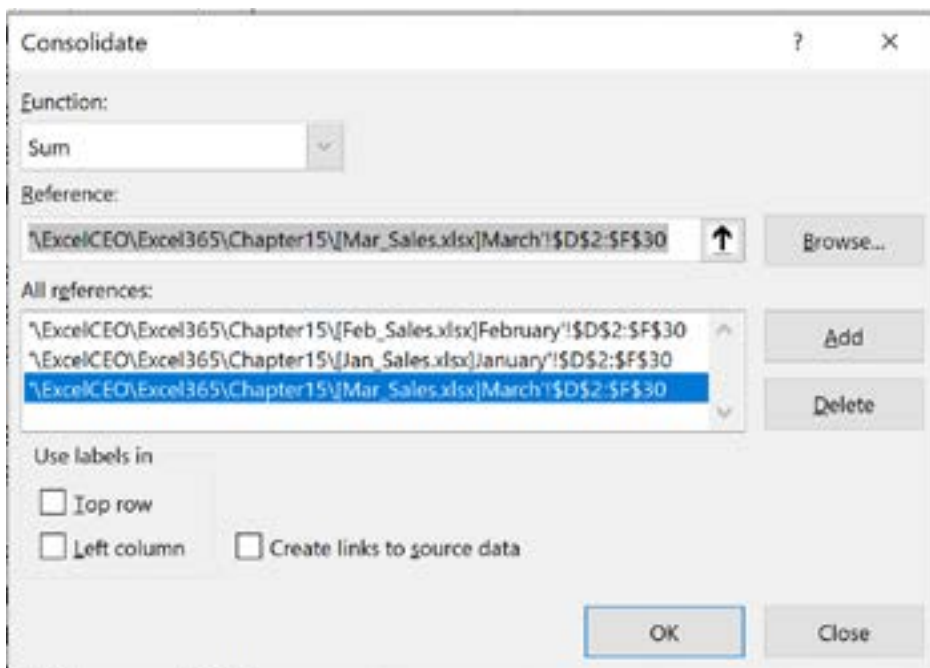 Consolidate ? ×
Function:
Sum
Reference:
'\ExcelCEO\Excel365\Chapter15\[Mar_Sales.xlsx]March'!$D$2:$F$30
Browse...
All references:
'\ExcelCEO\Excel365\Chapter15\[Feb_Sales.xlsx]February'!$D$2:$F$30
'\ExcelCEO\Excel365\Chapter15\[Jan_Sales.xlsx]January'!$D$2:$F$30
'\ExcelCEO\Excel365\Chapter15\[Mar_Sales.xlsx]March'!$D$2:$F$30
Add
Delete
Use labels in
Top row
Left column
Create links to source data
OK
Close